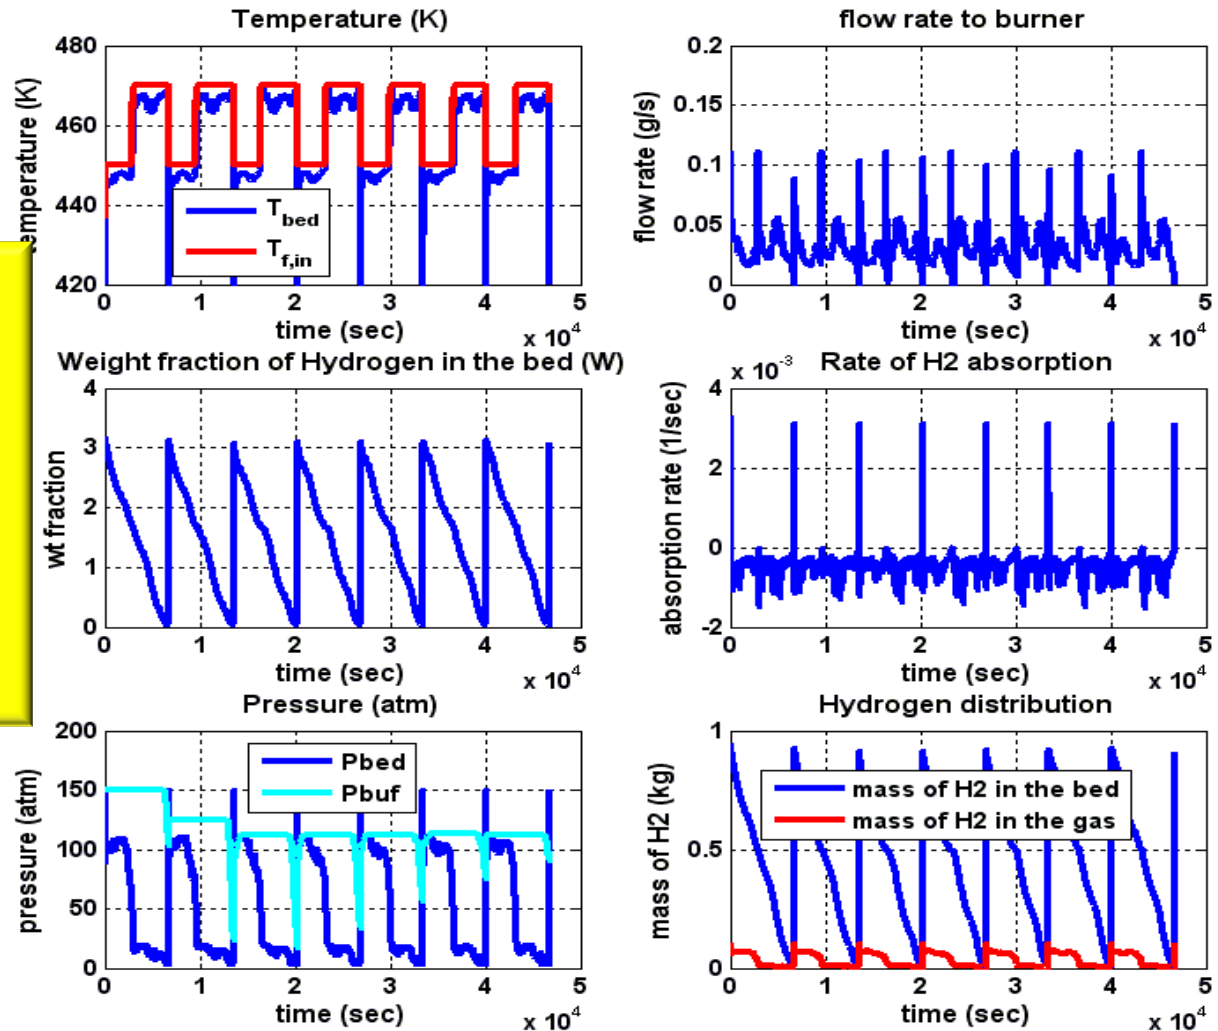 Temperature (K)
480
460
440
420
temperature (K)
T bed
T f,in
0 1 2 3 4 5
time (sec)
x 10^4
flow rate to burner
0.2
0.15
0.1
0.05
0
flow rate (g/s)
0 1 2 3 4 5
time (sec)
x 10^4
Weight fraction of Hydrogen in the bed (W)
4
3
2
1
0
wt fraction
0 1 2 3 4 5
time (sec)
x 10^4
x 10^-3
Rate of H2 absorption
4
2
0
-2
absorption rate (1/sec)
0 1 2 3 4 5
time (sec)
x 10^4
Pressure (atm)
200
150
100
50
0
pressure (atm)
Pbed
Pbuf
0 1 2 3 4 5
time (sec)
x 10^4
Hydrogen distribution
1
0.5
0
mass of H2 (kg)
mass of H2 in the bed
mass of H2 in the gas
0 1 2 3 4 5
time (sec)
x 10^4